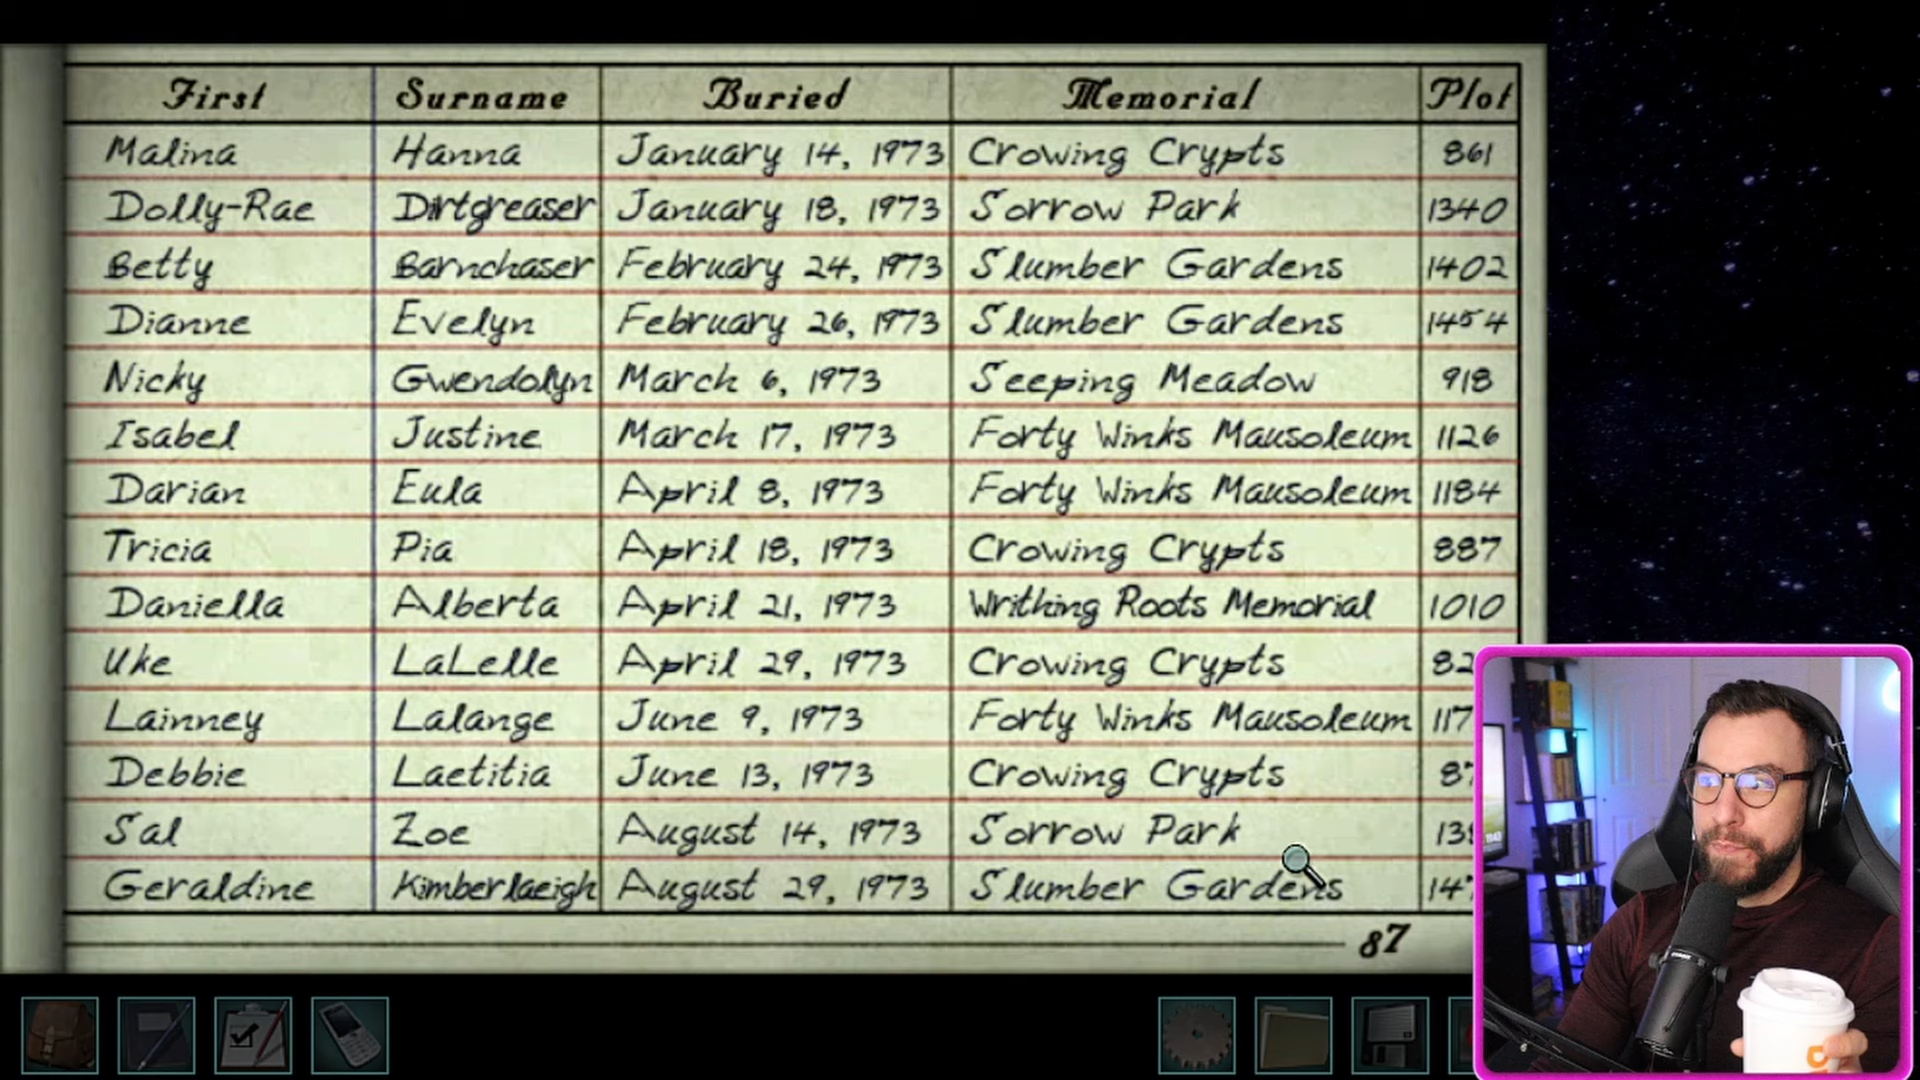 First Surname Buried Memorial Plot
Malina Hanna January 14, 1973 Crowing Crypts 861
Dolly-Rae Dirtgreaser January 18, 1973 Sorrow Park 1340
Betty Barnchaser February 24, 1973 Slumber Gardens 1402
Dianne Evelyn February 26, 1973 Slumber Gardens 1454
Nicky Gwendolyn March 6, 1973 Seeping Meadow 918
Isabel Justine March 17, 1973 Forty Winks Mausoleum 1126
Darian Eula April 8, 1973 Forty Winks Mausoleum 1184
Tricia Pia April 18, 1973 Crowing Crypts 887
Daniella Alberta April 21, 1973 Writhing Roots Memorial 1010
Uke LaLelle April 29, 1973 Crowing Crypts
Lainney Lalange June 9, 1973 Forty Winks Mausoleum
Debbie Laetitia June 13, 1973 Crowing Crypts
Sal Zoe August 14, 1973 Sorrow Park
Geraldine Kimberlaeigh August 29, 1973 Slumber Gardens
87